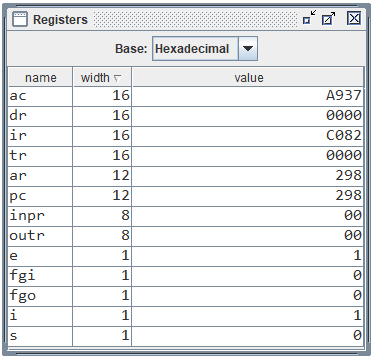 Registers
Base: Hexadecimal
name width value
ac 16 A937
dr 16 0000
ir 16 C082
tr 16 0000
ar 12 298
pc 12 298
inpr 8 00
outr 8 00
e 1 1
fgi 1 0
fgo 1 0
i 1 1
s 1 0